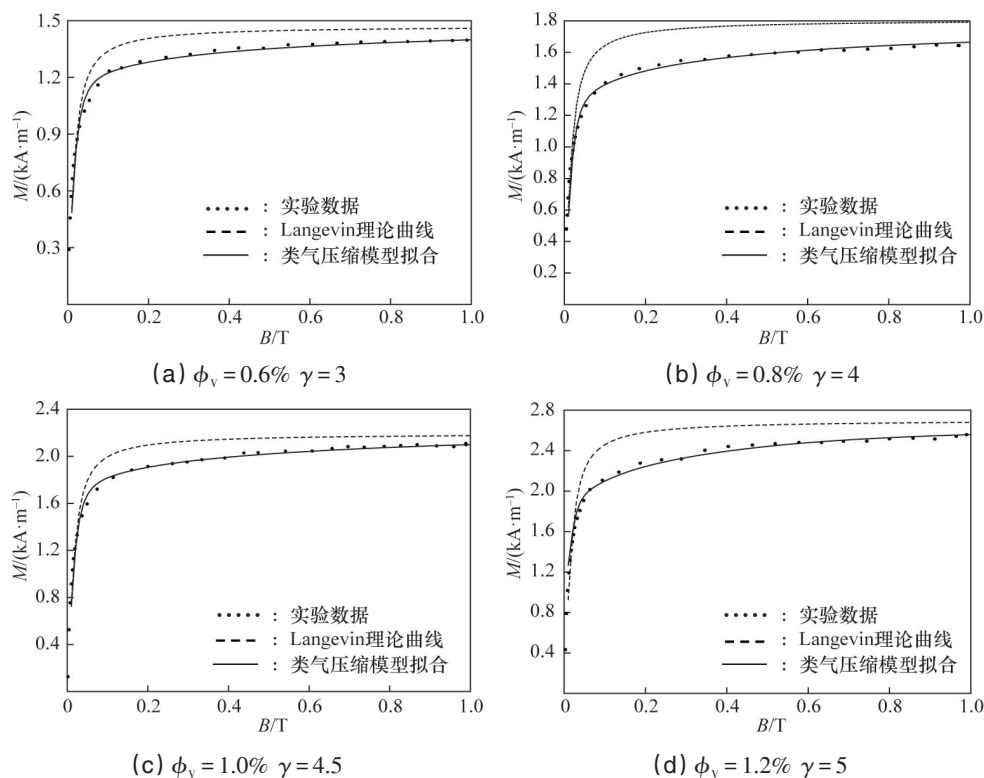 1.5
1.2
0.9
0.6
0.3
M/(kA·m⁻¹)
实验数据
Langevin理论曲线
类气压缩模型拟合
0 0.2 0.4 0.6 0.8 1.0
B/T
(a) ϕᵥ = 0.6% γ = 3
1.8
1.6
1.4
1.2
1.0
0.8
0.6
0.4
0.2
M/(kA·m⁻¹)
: 实验数据
: Langevin理论曲线
: 类气压缩模型拟合
0 0.2 0.4 0.6 0.8 1.0
B/T
(b) ϕᵥ = 0.8% γ = 4
2.4
2.0
1.6
1.2
0.8
0.4
M/(kA·m⁻¹)
: 实验数据
: Langevin理论曲线
: 类气压缩模型拟合
0 0.2 0.4 0.6 0.8 1.0
B/T
(c) ϕᵥ = 1.0% γ = 4.5
2.8
2.4
2.0
1.6
1.2
0.8
0.4
M/(kA·m⁻¹)
: 实验数据
: Langevin理论曲线
: 类气压缩模型拟合
0 0.2 0.4 0.6 0.8 1.0
B/T
(d) ϕᵥ = 1.2% γ = 5